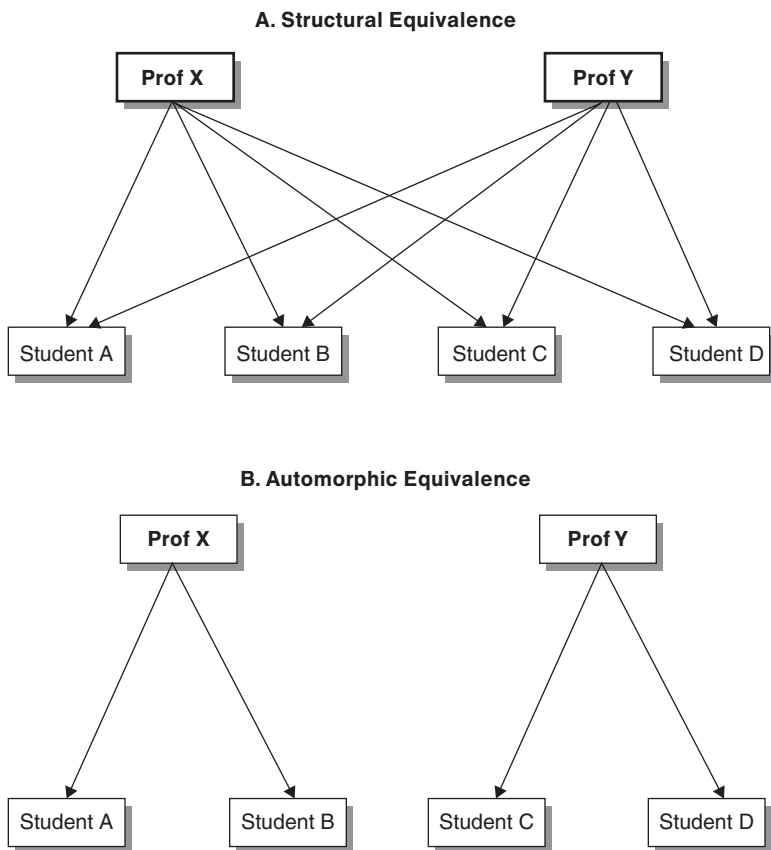 A. Structural Equivalence
Prof X
Prof Y
Student A
Student B
Student C
Student D
B. Automorphic Equivalence
Prof X
Prof Y
Student A
Student B
Student C
Student D